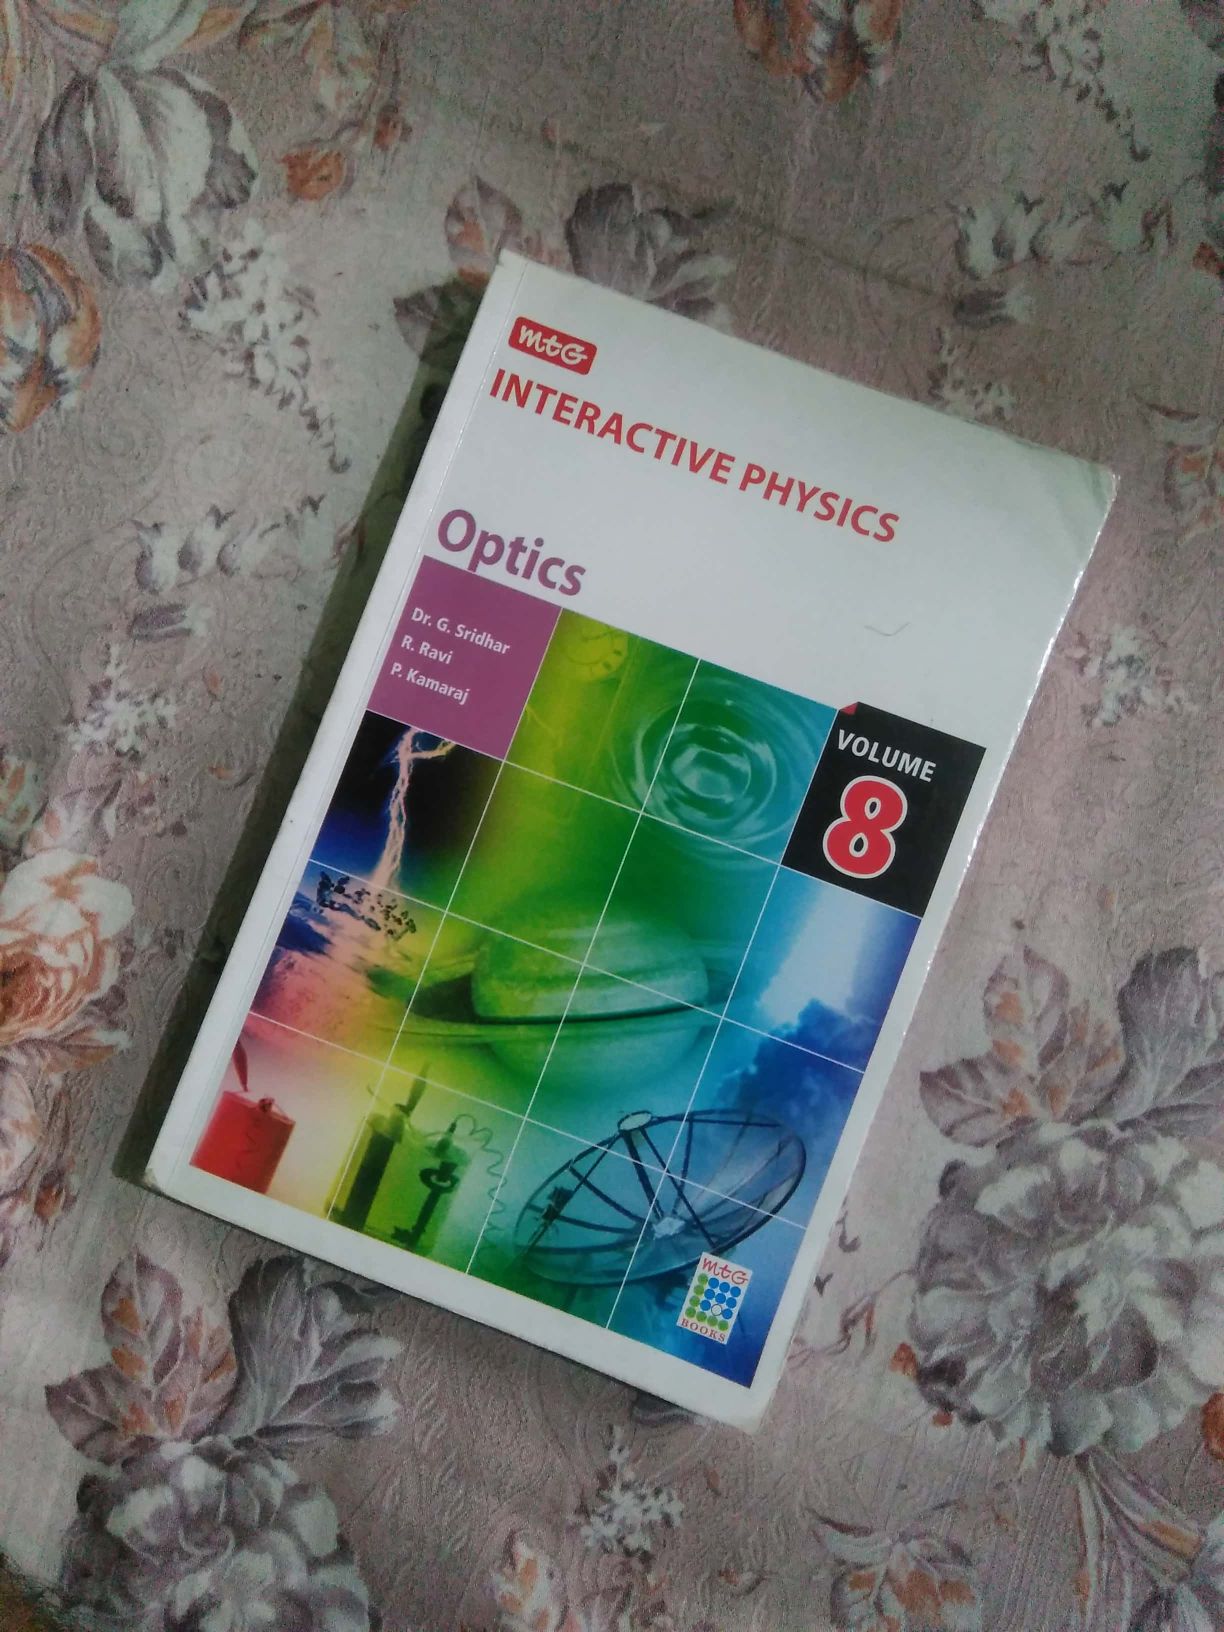 mtG
INTERACTIVE PHYSICS
Optics
Dr. G. Sridhar
R. Ravi
P. Kamaraj
VOLUME
8
mtG
BOOKS